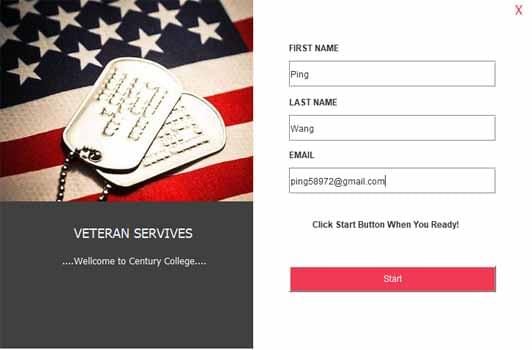 X
FIRST NAME
Ping
LAST NAME
Wang
EMAIL
ping58972@gmail.com
Click Start Button When You Ready!
Start
VETERAN SERVIVES
....Wellcome to Century College....